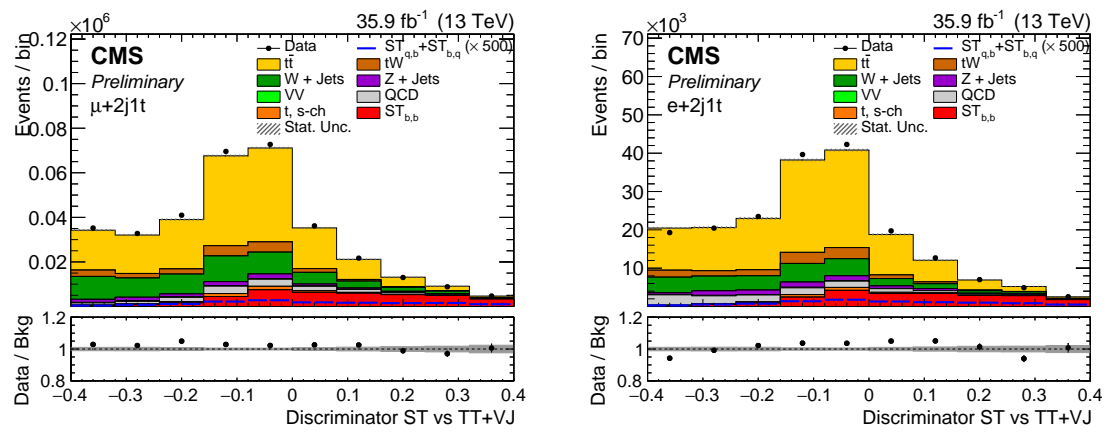 ×10⁶
35.9 fb⁻¹ (13 TeV)
Events / bin
CMS
Preliminary
μ+2j1t
Data
ST_q,b+ST_b,q (× 500)
tt̄
tW_q,b
W + Jets
Z + Jets
VV
QCD
t, s-ch
ST_b,b
Stat. Unc.
0.12
0.1
0.08
0.06
0.04
0.02
Data / Bkg
1.2
1
0.8
−0.4 −0.3 −0.2 −0.1 0 0.1 0.2 0.3 0.4
Discriminator ST vs TT+VJ
×10³
35.9 fb⁻¹ (13 TeV)
Events / bin
CMS
Preliminary
e+2j1t
Data
ST_q,b+ST_b,q (× 500)
tt̄
tW_q,b
W + Jets
Z + Jets
VV
QCD
t, s-ch
ST_b,b
Stat. Unc.
70
60
50
40
30
20
10
0
Data / Bkg
1.2
1
0.8
−0.4 −0.3 −0.2 −0.1 0 0.1 0.2 0.3 0.4
Discriminator ST vs TT+VJ